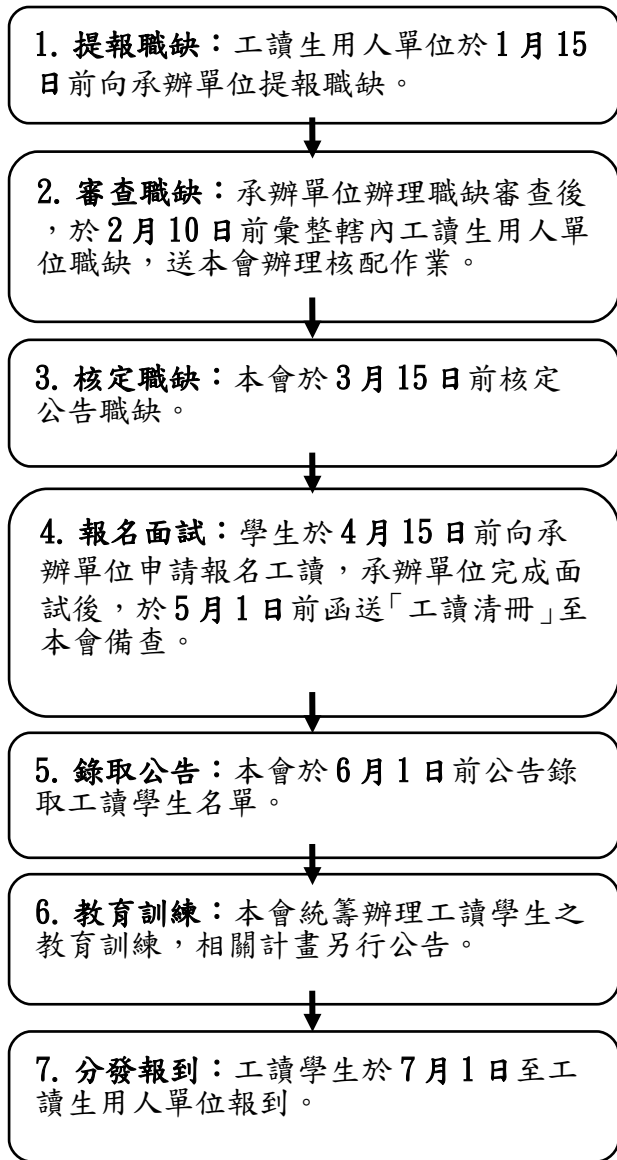 1. 提報職缺：工讀生用人單位於 1 月 15
日前向承辦單位提報職缺。
2. 審查職缺：承辦單位辦理職缺審查後
，於 2 月 10 日前彙整轄內工讀生用人單
位職缺，送本會辦理核配作業。
3. 核定職缺：本會於 3 月 15 日前核定
公告職缺。
4. 報名面試：學生於 4 月 15 日前向承
辦單位申請報名工讀，承辦單位完成面
試後，於 5 月 1 日前函送「工讀清冊」至
本會備查。
5. 錄取公告：本會於 6 月 1 日前公告錄
取工讀學生名單。
6. 教育訓練：本會統籌辦理工讀學生之
教育訓練，相關計畫另行公告。
7. 分發報到：工讀學生於 7 月 1 日至工
讀生用人單位報到。